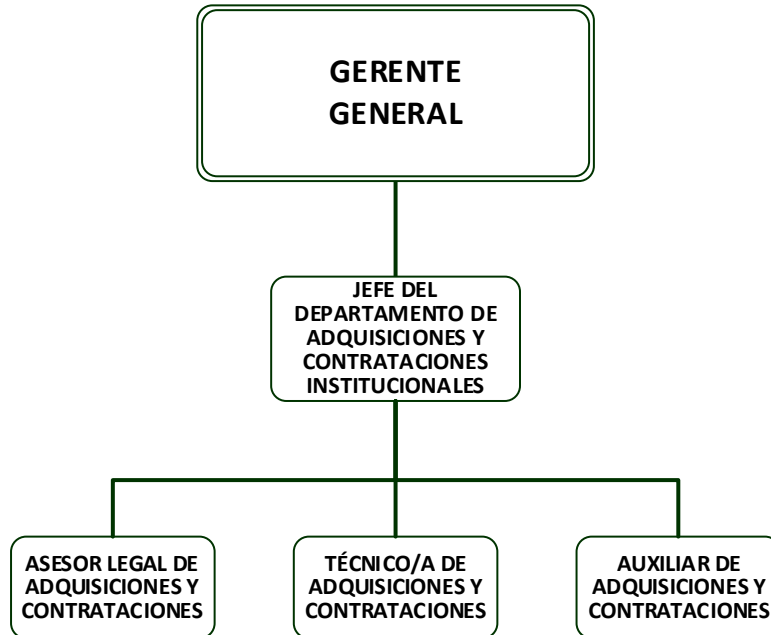 GERENTE
GENERAL
JEFE DEL
DEPARTAMENTO DE
ADQUISICIONES Y
CONTRATACIONES
INSTITUCIONALES
ASESOR LEGAL DE
ADQUISICIONES Y
CONTRATACIONES
TÉCNICO/A DE
ADQUISICIONES Y
CONTRATACIONES
AUXILIAR DE
ADQUISICIONES Y
CONTRATACIONES